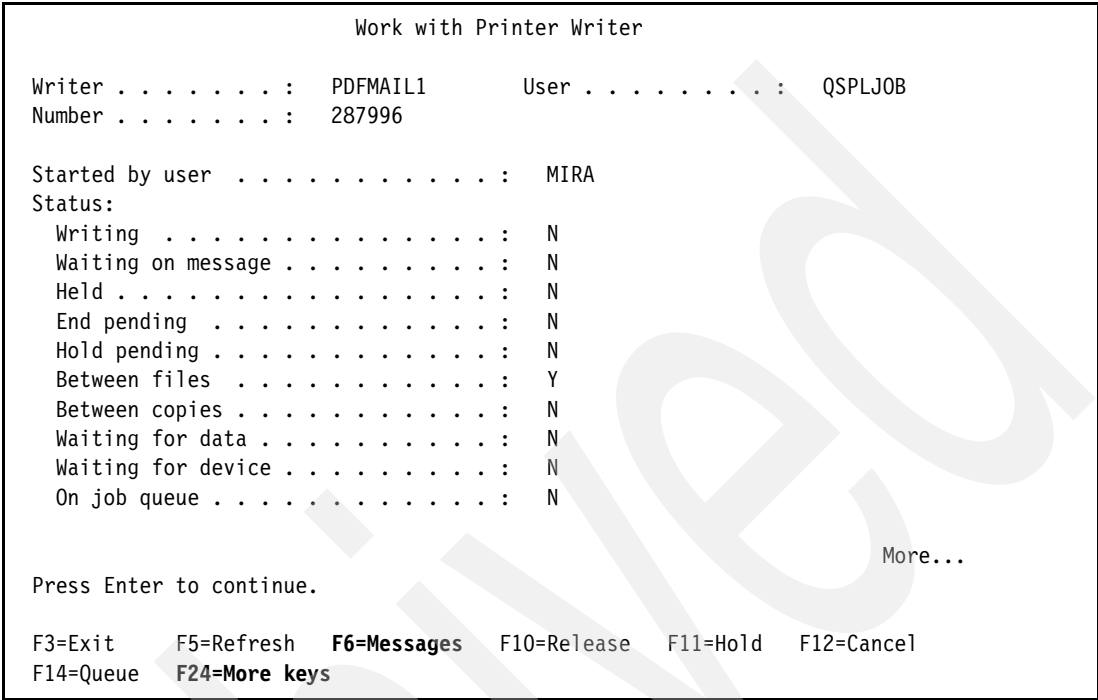 Work with Printer Writer
Writer . . . . . . . :   PDFMAIL1        User . . . . . . . . . :   QSPLJOB
Number . . . . . . . :   287996
Started by user  . . . . . . . . . . . :   MIRA
Status:
Writing  . . . . . . . . . . . . . . :   N
Waiting on message . . . . . . . . . . :   N
Held . . . . . . . . . . . . . . . . :   N
End pending  . . . . . . . . . . . . :   N
Hold pending . . . . . . . . . . . . :   N
Between files  . . . . . . . . . . . :   Y
Between copies . . . . . . . . . . . :   N
Waiting for data . . . . . . . . . . :   N
Waiting for device . . . . . . . . . :   N
On job queue . . . . . . . . . . . . :   N
More...
Press Enter to continue.
F3=Exit     F5=Refresh   F6=Messages   F10=Release   F11=Hold   F12=Cancel
F14=Queue   F24=More keys